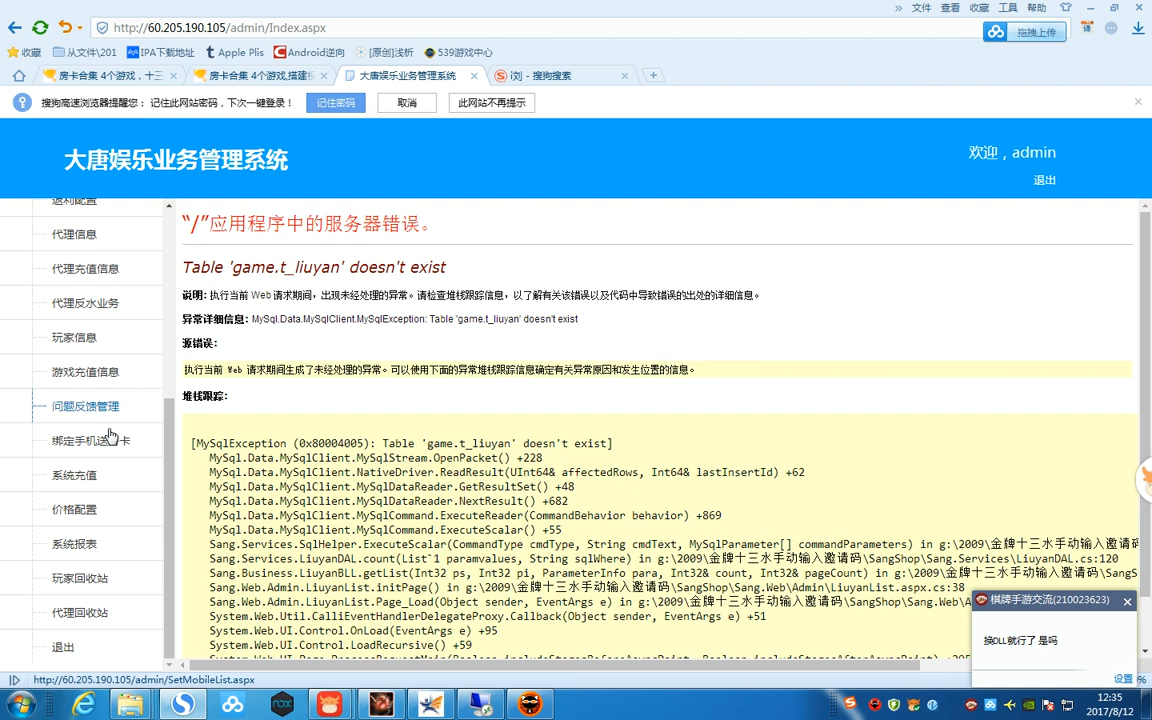 » 文件 查看 收藏 工具 帮助
http://60.205.190.105/admin/Index.aspx
拖拽上传
收藏 从文件\201 IPA下载地址 Apple Plis Android逆向 [原创]浅析 539游戏中心
房卡合集 4个游戏，十三 房卡合集 4个游戏,搭建 大唐娱乐业务管理系统 i刘 - 搜狗搜索
搜狗高速浏览器提醒您： 记住此网站密码，下次一键登录！ 记住密码 取消 此网站不再提示
大唐娱乐业务管理系统
欢迎，admin
退出
返利配置
代理信息
代理充值信息
代理反水业务
玩家信息
游戏充值信息
问题反馈管理
绑定手机送 卡
系统充值
价格配置
系统报表
玩家回收站
代理回收站
退出
“/”应用程序中的服务器错误。
Table 'game.t_liuyan' doesn't exist
说明: 执行当前 Web 请求期间，出现未经处理的异常。请检查堆栈跟踪信息，以了解有关该错误以及代码中导致错误的出处的详细信息。
异常详细信息: MySql.Data.MySqlClient.MySqlException: Table 'game.t_liuyan' doesn't exist
源错误:
执行当前 Web 请求期间生成了未经处理的异常。可以使用下面的异常堆栈跟踪信息确定有关异常原因和发生位置的信息。
堆栈跟踪:
[MySqlException (0x80004005): Table 'game.t_liuyan' doesn't exist]
MySql.Data.MySqlClient.MySqlStream.OpenPacket() +228
MySql.Data.MySqlClient.NativeDriver.ReadResult(UInt64& affectedRows, Int64& lastInsertId) +62
MySql.Data.MySqlClient.MySqlDataReader.GetResultSet() +48
MySql.Data.MySqlClient.MySqlDataReader.NextResult() +682
MySql.Data.MySqlClient.MySqlCommand.ExecuteReader(CommandBehavior behavior) +869
MySql.Data.MySqlClient.MySqlCommand.ExecuteScalar() +55
Sang.Services.SqlHelper.ExecuteScalar(CommandType cmdType, String cmdText, MySqlParameter[] commandParameters) in g:\2009\金牌十三水手动输入邀请码
Sang.Services.LiuyanDAL.getCount(List`1 paramvalues, String sqlWhere) in g:\2009\金牌十三水手动输入邀请码\SangShop\Sang.Services\LiuyanDAL.cs:120
Sang.Business.LiuyanBLL.getList(Int32 ps, Int32 pi, ParameterInfo para, Int32& count, Int32& pageCount) in g:\2009\金牌十三水手动输入邀请码\SangS
Sang.Web.Admin.LiuyanList.initPage() in g:\2009\金牌十三水手动输入邀请码\SangShop\Sang.Web\Admin\LiuyanList.aspx.cs:38
Sang.Web.Admin.LiuyanList.Page_Load(Object sender, EventArgs e) in g:\2009\金牌十三水手动输入邀请码\SangShop\Sang.Web\A
System.Web.Util.CalliEventHandlerDelegateProxy.Callback(Object sender, EventArgs e) +51
System.Web.UI.Control.OnLoad(EventArgs e) +95
System.Web.UI.Control.LoadRecursive() +59
棋牌手游交流(210023623)
换DLL就行了 是吗
设置
http://60.205.190.105/admin/SetMobileList.aspx
12:35
2017/8/12